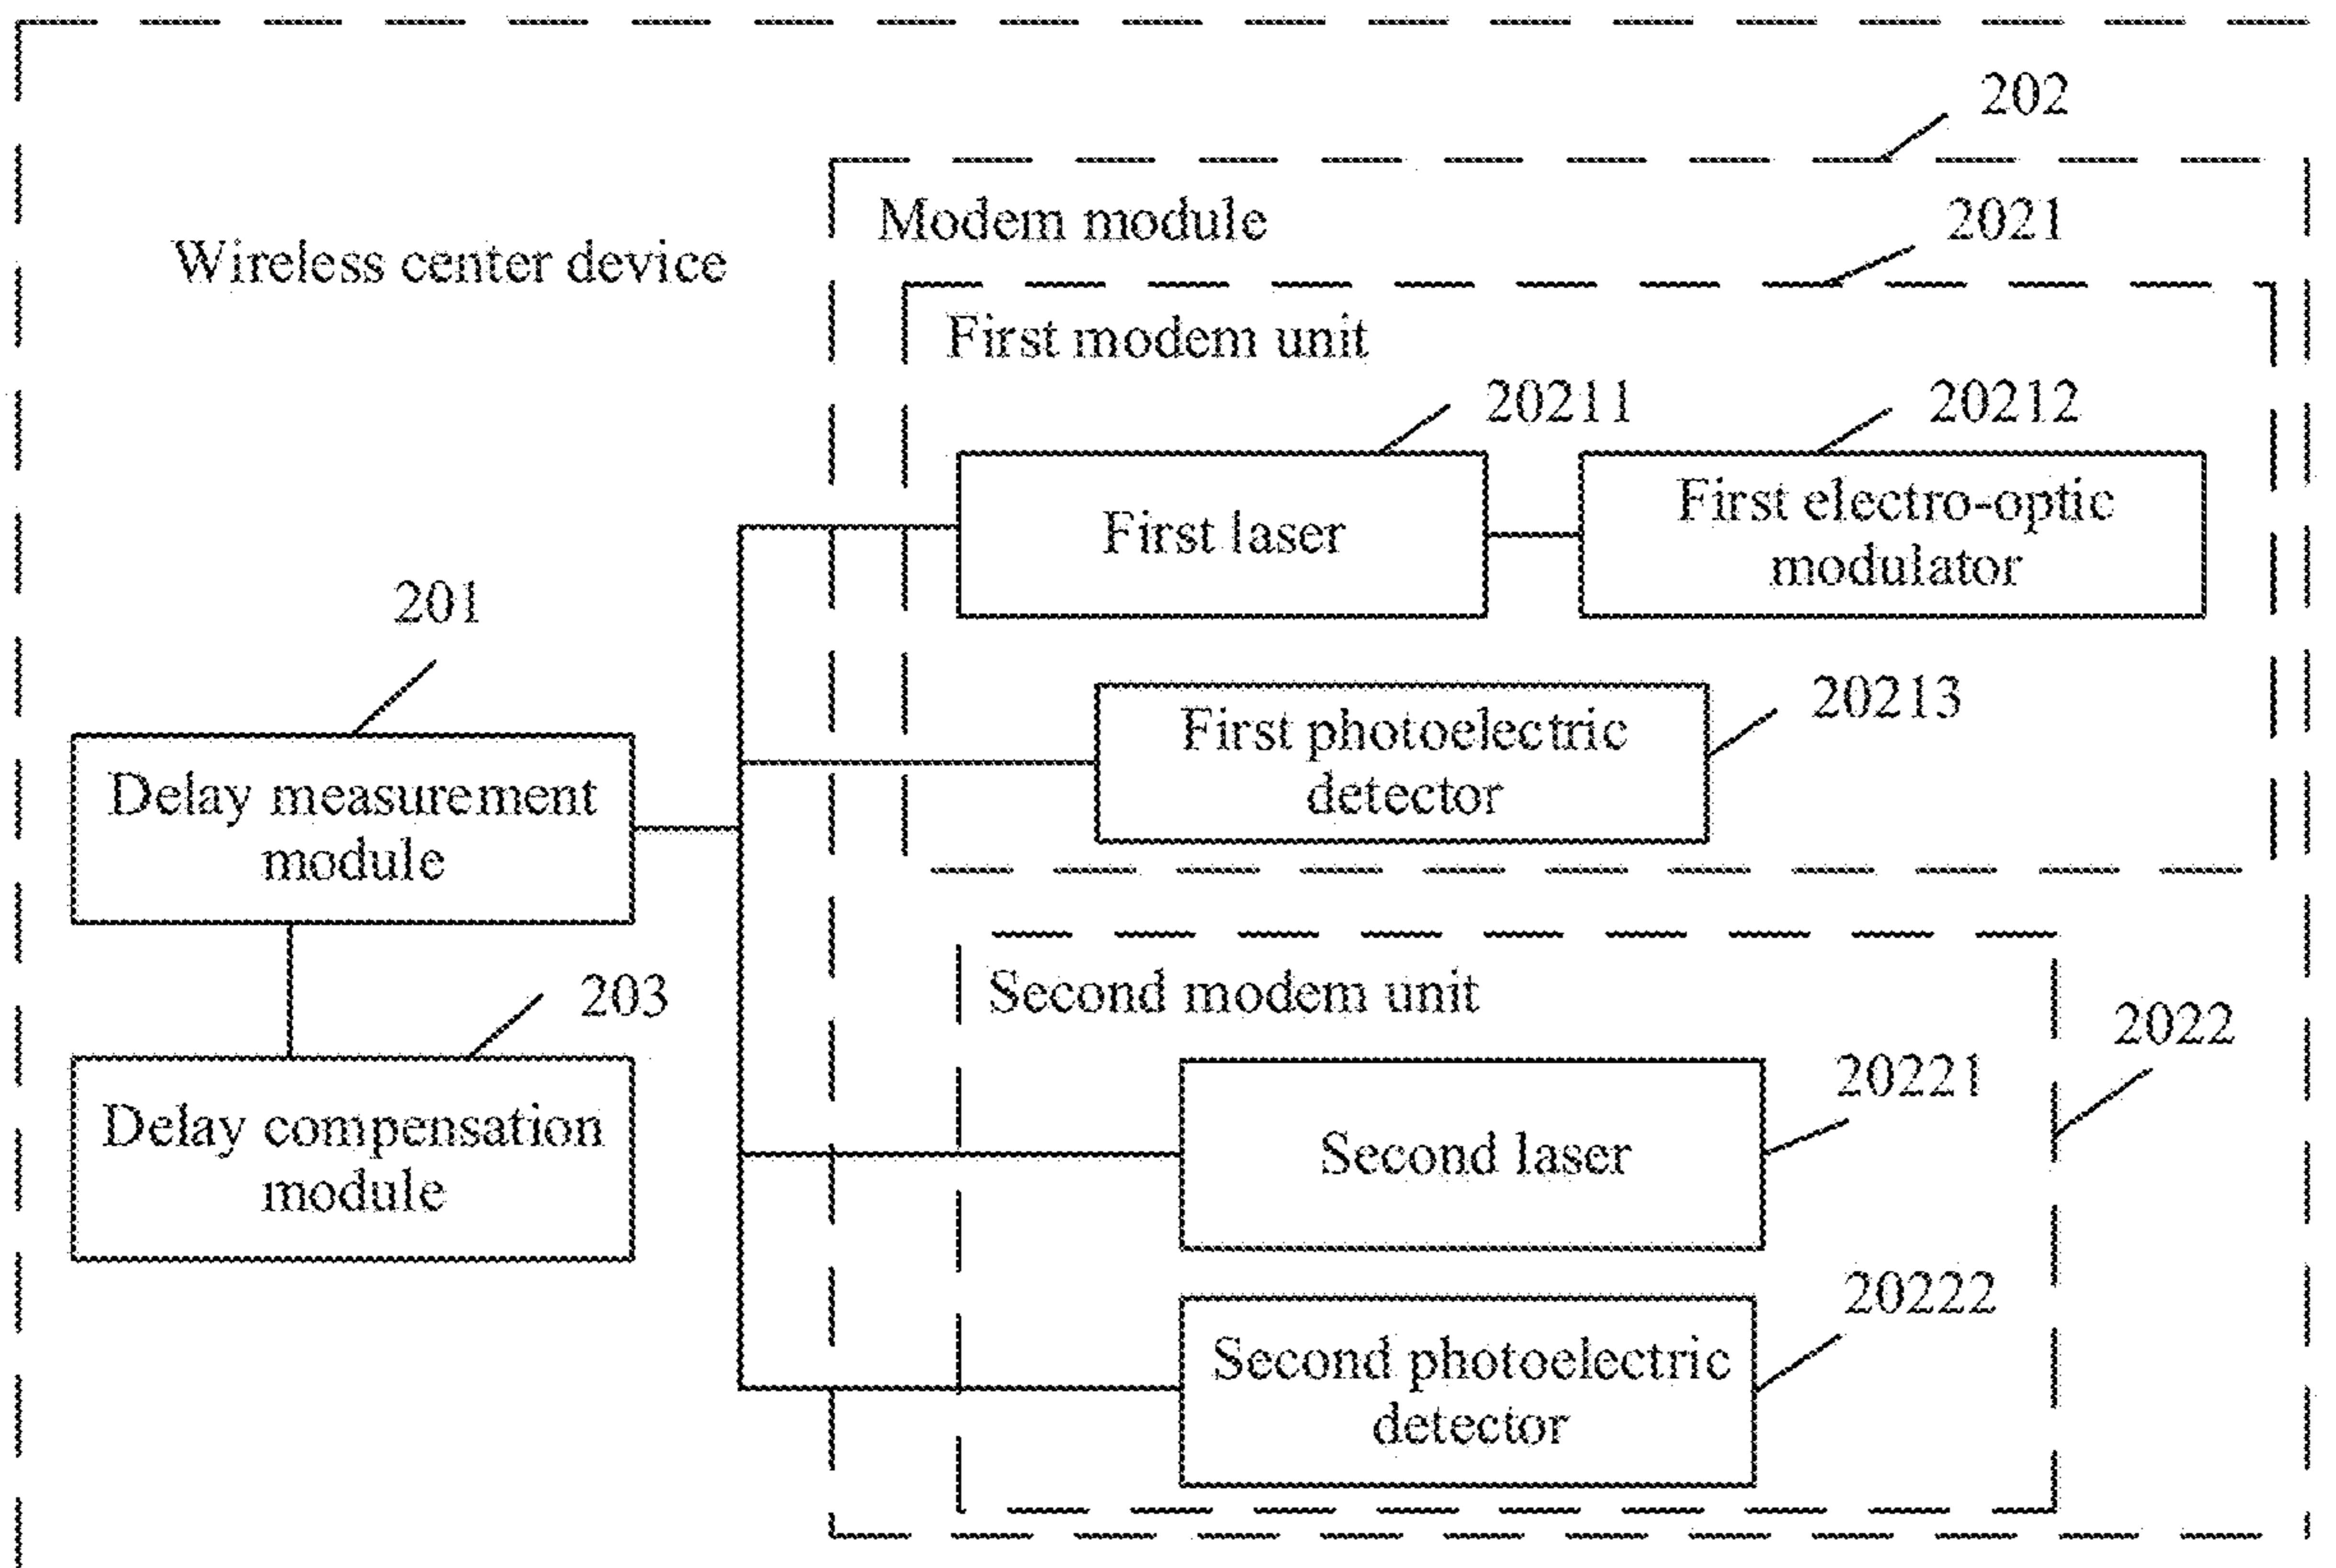 202
Modem module
2021
Wireless center device
First modem unit
20211
20212
First laser
First electro-optic
modulator
201
20213
First photoelectric
detector
Delay measurement
module
203
Second modem unit
2022
20221
Delay compensation
module
Second laser
20222
Second photoelectric
detector